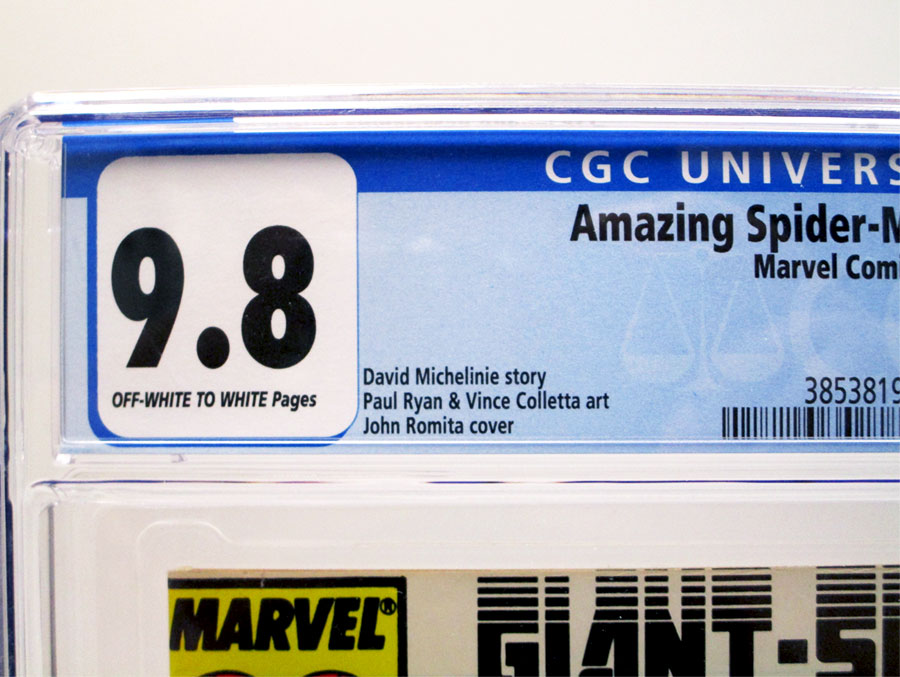 CGC UNIVERS
9.8
OFF-WHITE TO WHITE Pages
Amazing Spider-M
Marvel Comi
David Michelinie story
Paul Ryan & Vince Colletta art
John Romita cover
3853819
MARVEL®
GIANT-SI